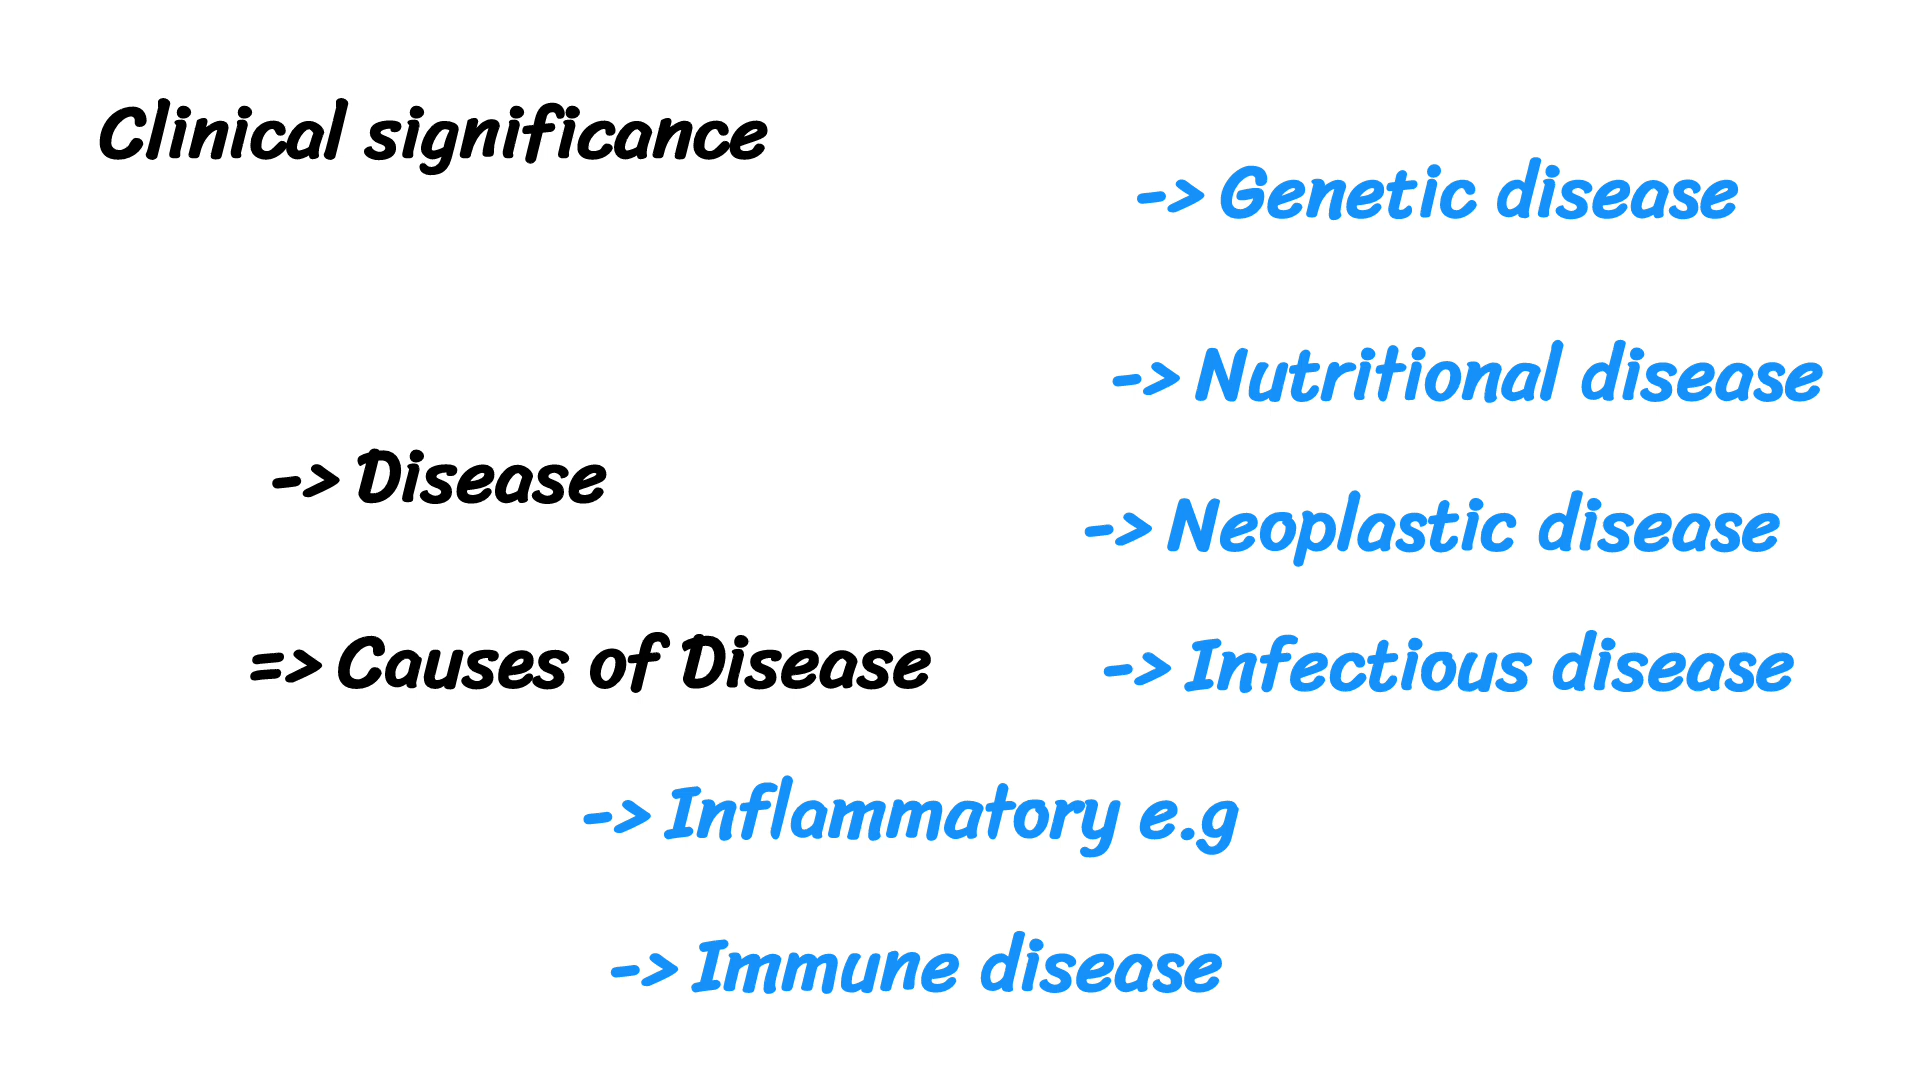 Clinical significance
-> Genetic disease
-> Nutritional disease
-> Disease
-> Neoplastic disease
=> Causes of Disease
-> Infectious disease
-> Inflammatory e.g
-> Immune disease